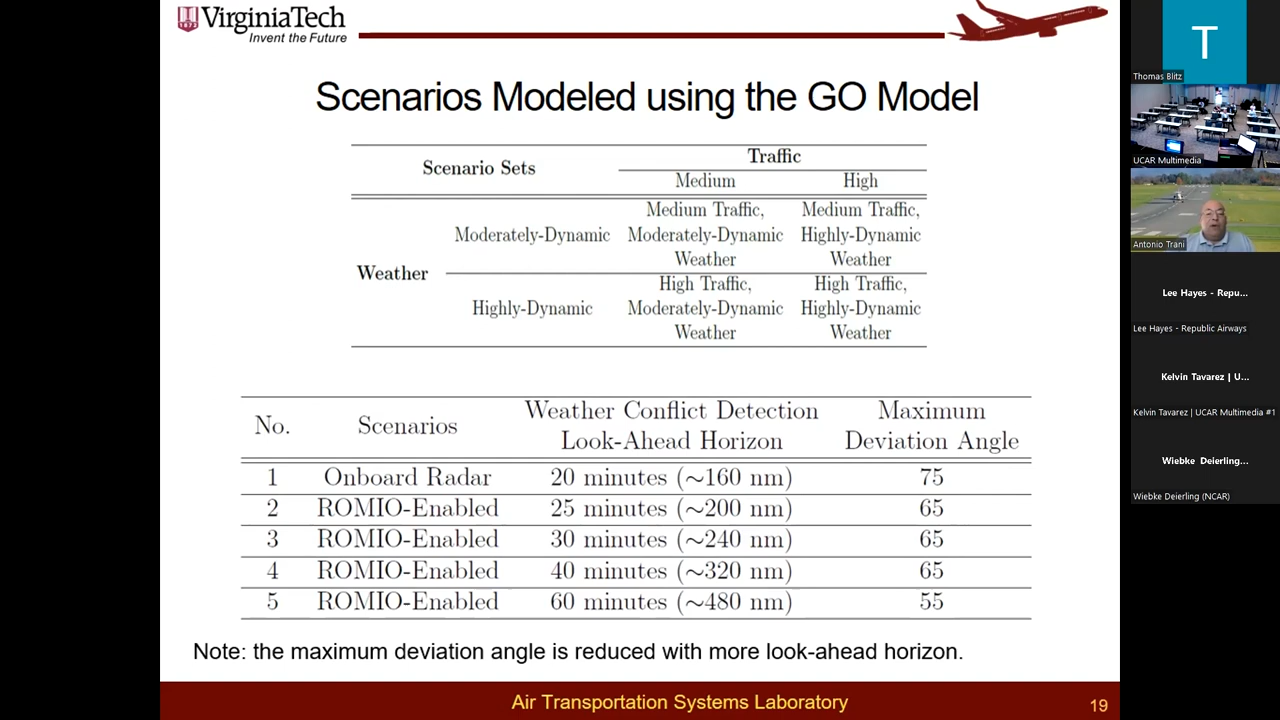 VirginiaTech
Invent the Future
Scenarios Modeled using the GO Model
Scenario Sets
Traffic
Medium High
Weather
Moderately-Dynamic
Medium Traffic,
Moderately-Dynamic
Weather
Medium Traffic,
Highly-Dynamic
Weather
Highly-Dynamic
High Traffic,
Moderately-Dynamic
Weather
High Traffic,
Highly-Dynamic
Weather
No. Scenarios Weather Conflict Detection
Look-Ahead Horizon
Maximum
Deviation Angle
1 Onboard Radar 20 minutes (~160 nm) 75
2 ROMIO-Enabled 25 minutes (~200 nm) 65
3 ROMIO-Enabled 30 minutes (~240 nm) 65
4 ROMIO-Enabled 40 minutes (~320 nm) 65
5 ROMIO-Enabled 60 minutes (~480 nm) 55
Note: the maximum deviation angle is reduced with more look-ahead horizon.
Air Transportation Systems Laboratory
19
T
Thomas Blitz
UCAR Multimedia
Antonio Trani
Lee Hayes - Repu...
Lee Hayes - Republic Airways
Kelvin Tavarez | U...
Kelvin Tavarez | UCAR Multimedia #1
Wiebke Deierling...
Wiebke Deierling (NCAR)